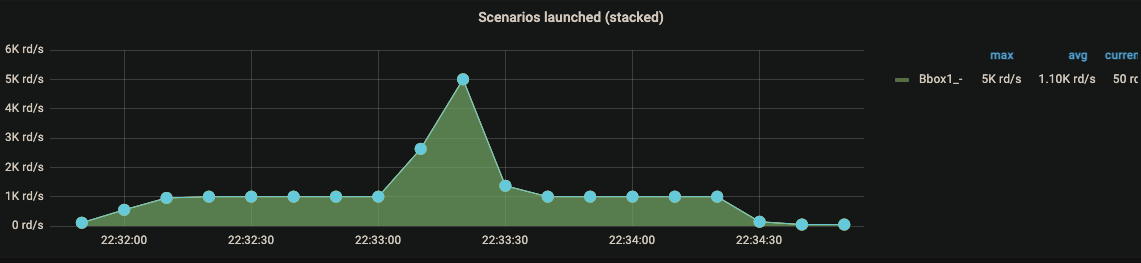 Scenarios launched (stacked)
6K rd/s
5K rd/s
4K rd/s
3K rd/s
2K rd/s
1K rd/s
0 rd/s
22:32:00 22:32:30 22:33:00 22:33:30 22:34:00 22:34:30
max avg curren
Bbox1_- 5K rd/s 1.10K rd/s 50 rd